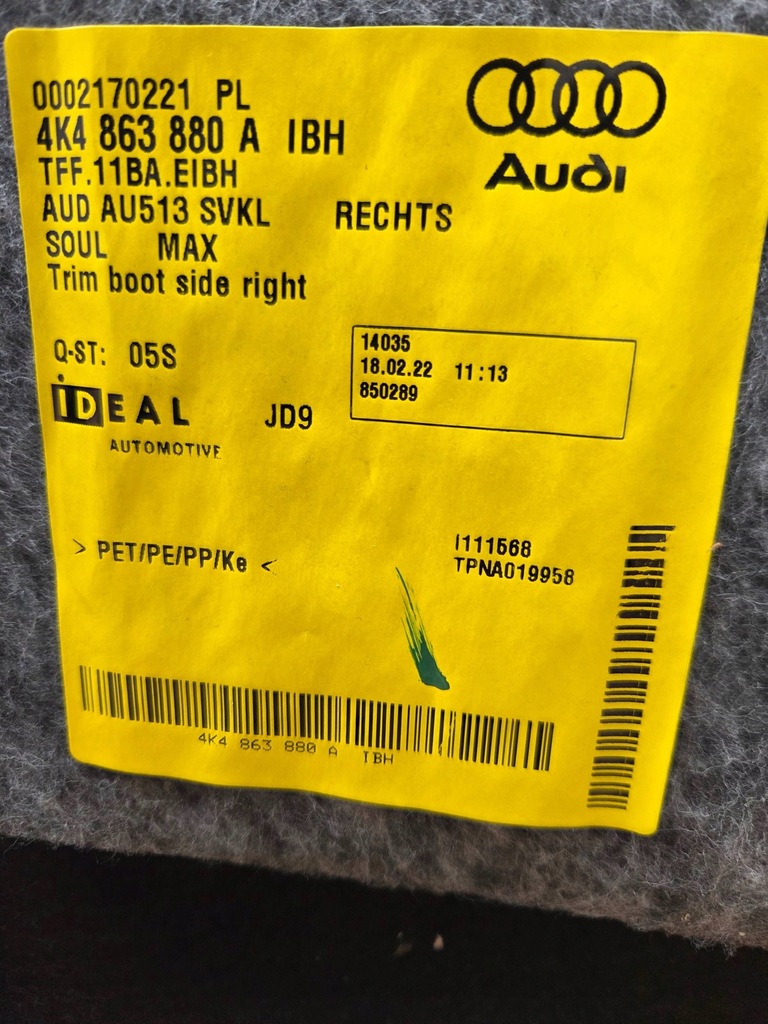 0002170221 PL
4K4 863 880 A IBH
TFF.11BA.EIBH
AUD AU513 SVKL RECHTS
SOUL MAX
Trim boot side right
Audi
Q-ST: 05S
14035
18.02.22 11:13
850289
iDEAL JD9
AUTOMOTIVE
> PET/PE/PP/Ke <
I111568
TPNA019958
4K4 863 880 A IBH